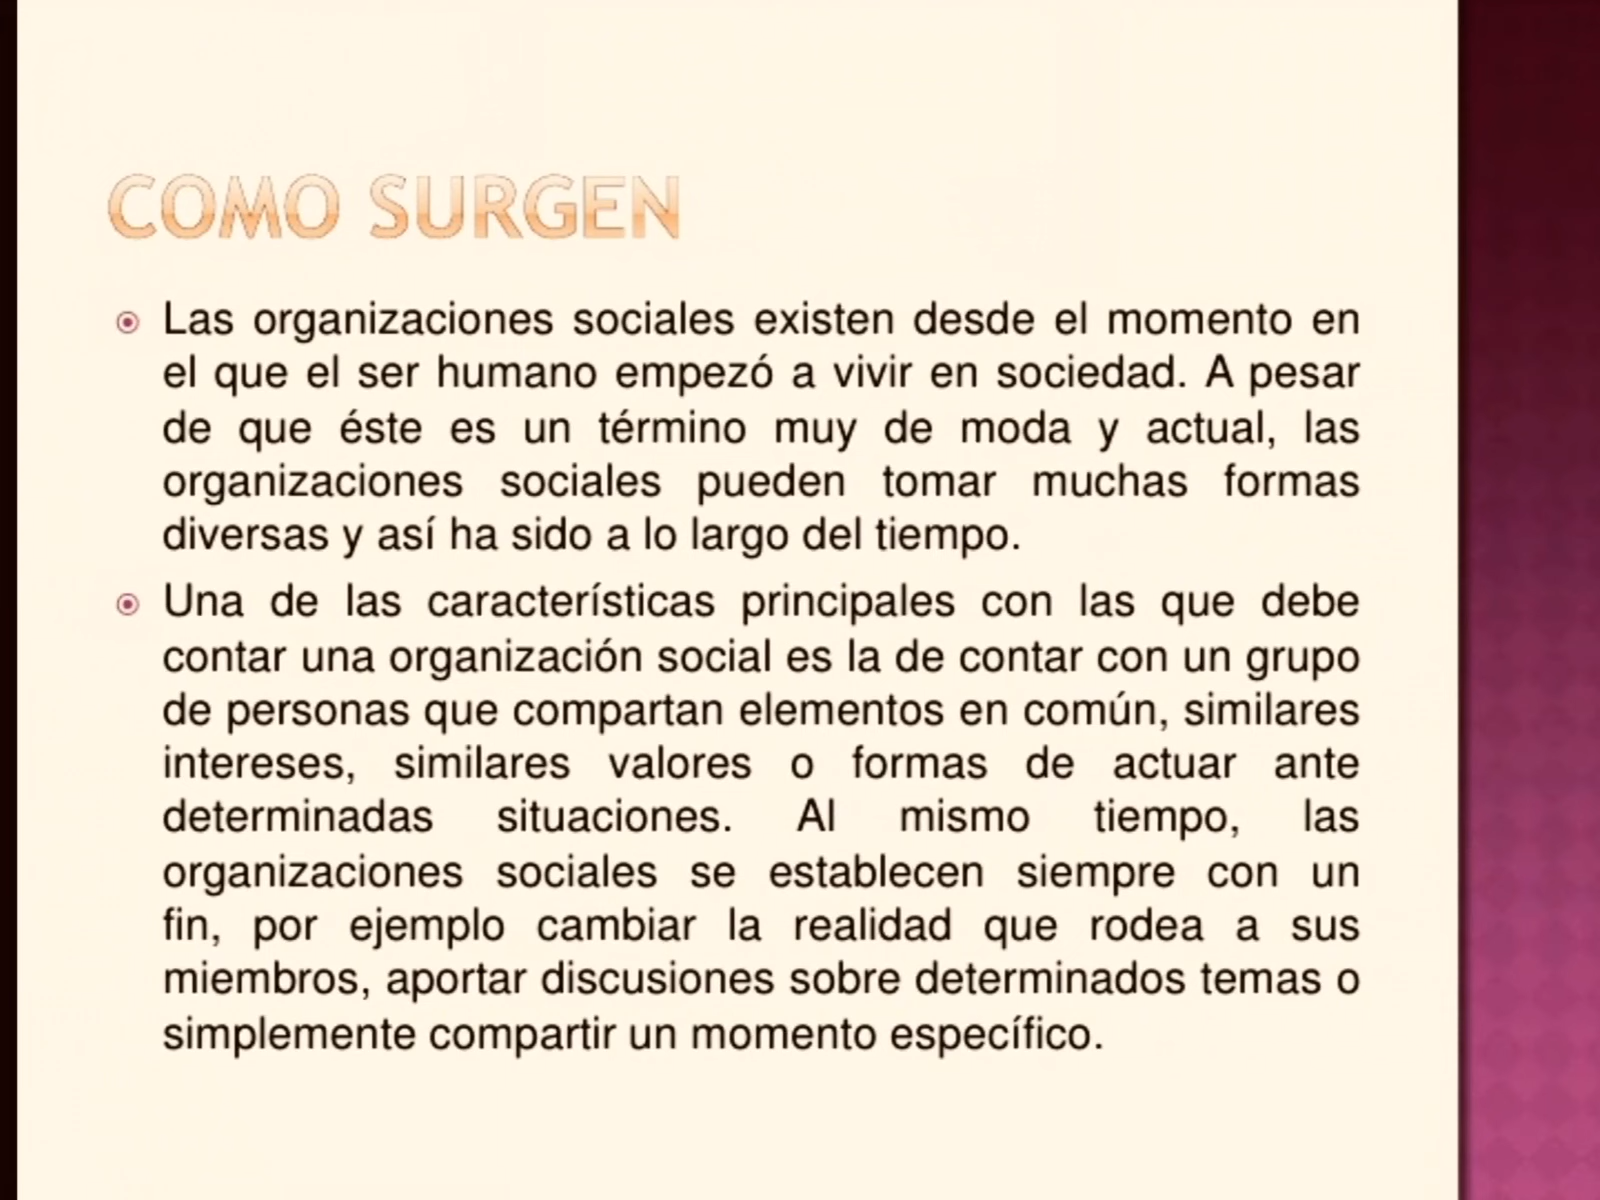 COMO SURGEN
Las organizaciones sociales existen desde el momento en
el que el ser humano empezó a vivir en sociedad. A pesar
de que éste es un término muy de moda y actual, las
organizaciones sociales pueden tomar muchas formas
diversas y así ha sido a lo largo del tiempo.
Una de las características principales con las que debe
contar una organización social es la de contar con un grupo
de personas que compartan elementos en común, similares
intereses, similares valores o formas de actuar ante
determinadas situaciones. Al mismo tiempo, las
organizaciones sociales se establecen siempre con un
fin, por ejemplo cambiar la realidad que rodea a sus
miembros, aportar discusiones sobre determinados temas o
simplemente compartir un momento específico.